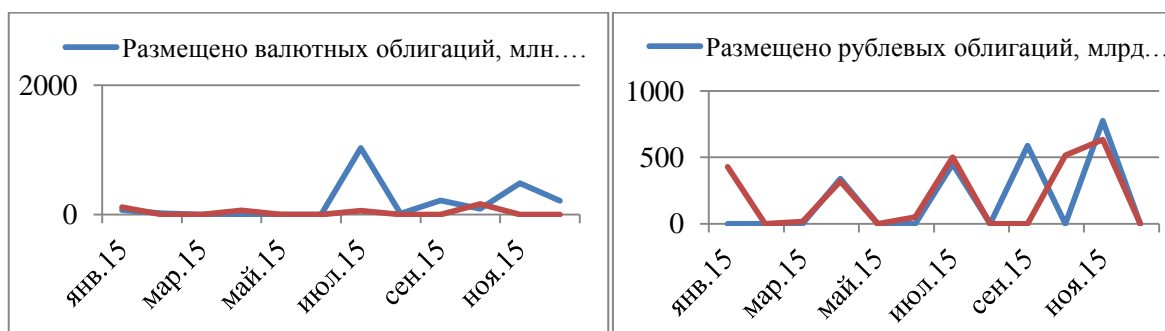 Размещено валютных облигаций, млн.…
2000
0
янв.15
мар.15
май.15
июл.15
сен.15
ноя.15
Размещено рублевых облигаций, млрд…
1000
500
0
янв.15
мар.15
май.15
июл.15
сен.15
ноя.15